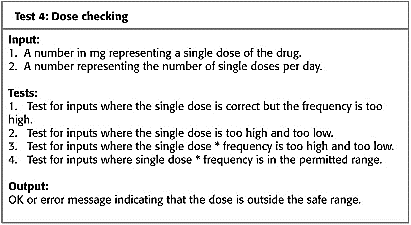 Test 4: Dose checking
Input:
1. A number in mg representing a single dose of the drug.
2. A number representing the number of single doses per day.
Tests:
1. Test for inputs where the single dose is correct but the frequency is too
high.
2. Test for inputs where the single dose is too high and too low.
3. Test for inputs where the single dose * frequency is too high and too low.
4. Test for inputs where single dose * frequency is in the permitted range.
Output:
OK or error message indicating that the dose is outside the safe range.